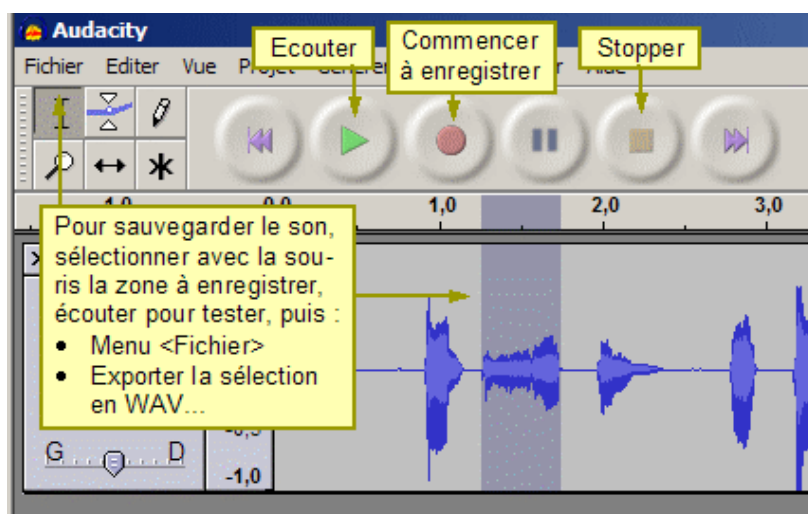 Audacity
Fichier Editer Vue
Ecouter
Commencer
à enregistrer
Stopper
1,0 2,0 3,0
Pour sauvegarder le son,
sélectionner avec la sou-
ris la zone à enregistrer,
écouter pour tester, puis :
• Menu <Fichier>
• Exporter la sélection
en WAV...
G D
-1,0